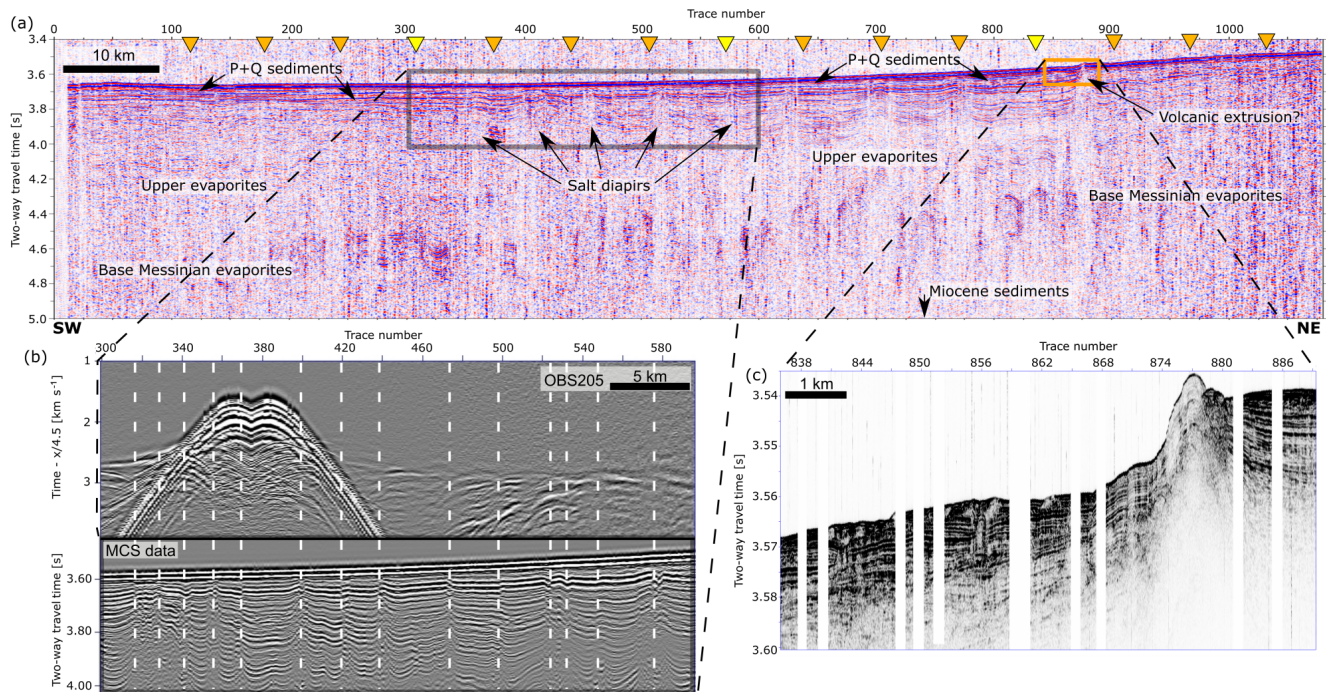 (a)
Trace number
0 100 200 300 400 500 600 700 800 900 1000
3.4
3.6
3.8
4.0
4.2
4.4
4.6
4.8
5.0
Two-way travel time [s]
10 km
P+Q sediments
P+Q sediments
Volcanic extrusion?
Salt diapirs
Upper evaporites
Upper evaporites
Base Messinian evaporites
Base Messinian evaporites
Miocene sediments
SW
NE
(b)
Trace number
300 340 380 420 460 500 540 580
1
2
3
Time - x/4.5 [km s⁻¹]
OBS205
5 km
MCS data
3.60
3.80
4.00
Two-way travel time [s]
(c)
Trace number
838 844 850 856 862 868 874 880 886
1 km
3.54
3.55
3.56
3.57
3.58
3.60
Two-way travel time [s]